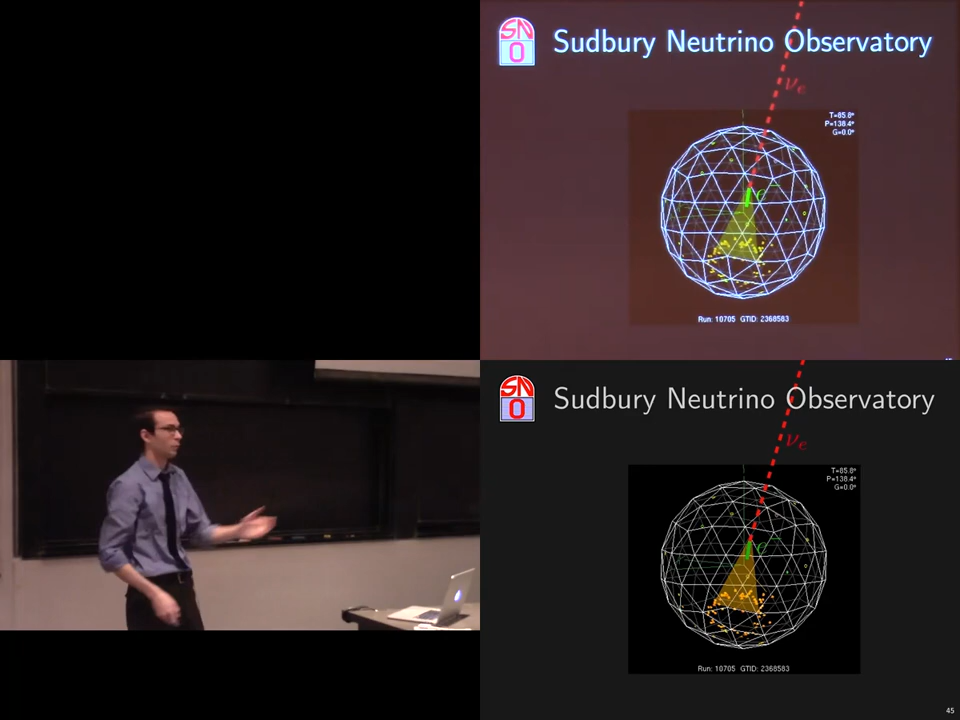 SN
O
Sudbury Neutrino Observatory
νₑ
T=85.8°
P=138.4°
G=0.0°
e⁻
Run: 10705 GTID: 2368583
SN
O
Sudbury Neutrino Observatory
νₑ
T=85.8°
P=138.4°
G=0.0°
e⁻
Run: 10705 GTID: 2368583
45